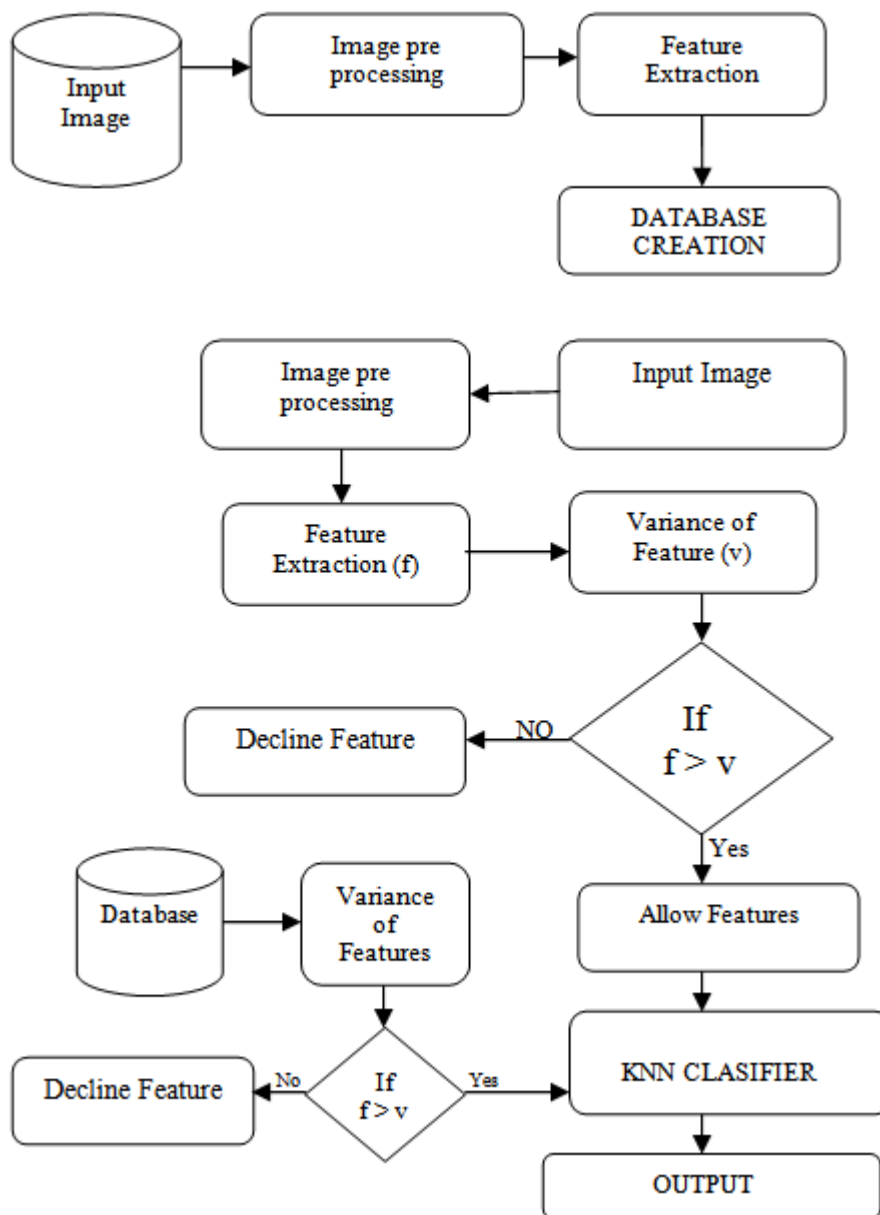 Input
Image
Image pre
processing
Feature
Extraction
DATABASE
CREATION
Image pre
processing
Input Image
Feature
Extraction (f)
Variance of
Feature (v)
If
f > v
NO
Decline Feature
Yes
Allow Features
Database
Variance
of
Features
If
f > v
No
Decline Feature
Yes
KNN CLASIFIER
OUTPUT